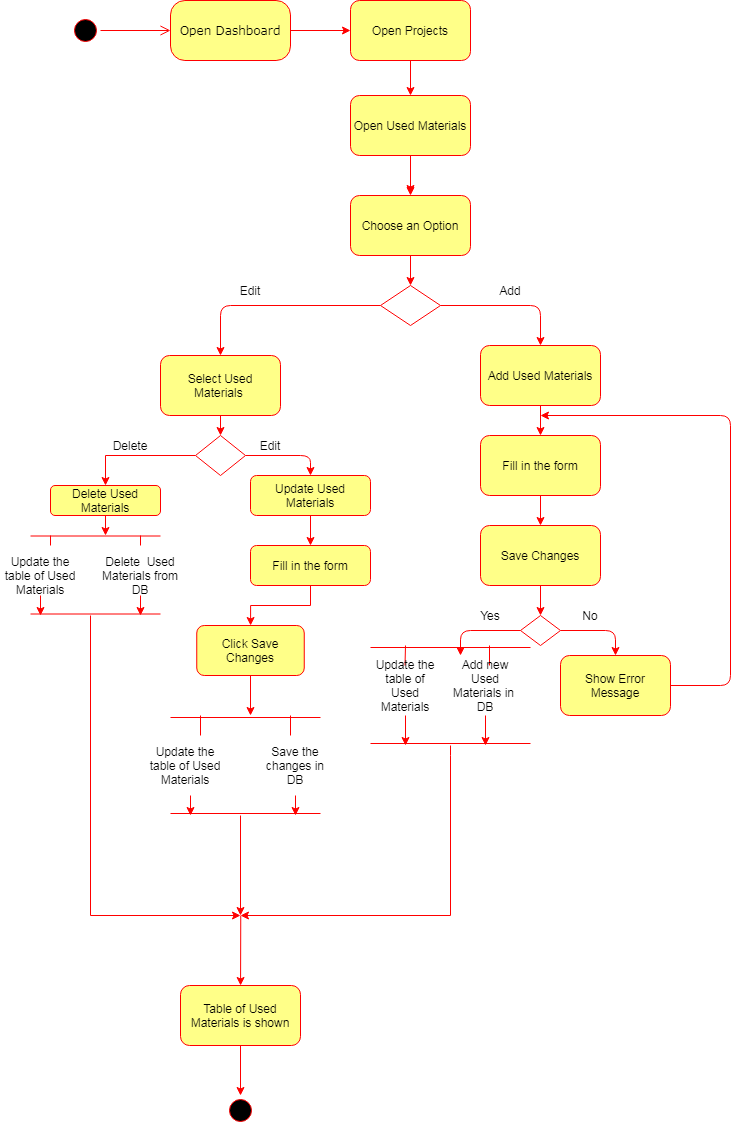 Open Dashboard
Open Projects
Open Used Materials
Choose an Option
Edit
Add
Select Used
Materials
Add Used Materials
Delete
Edit
Delete Used
Materials
Update Used
Materials
Fill in the form
Update the
table of Used
Materials
Delete  Used
Materials from
DB
Fill in the form
Save Changes
Click Save
Changes
Yes
No
Update the
table of
Used
Materials
Add new
Used
Materials in
DB
Show Error
Message
Update the
table of Used
Materials
Save the
changes in
DB
Table of Used
Materials is shown